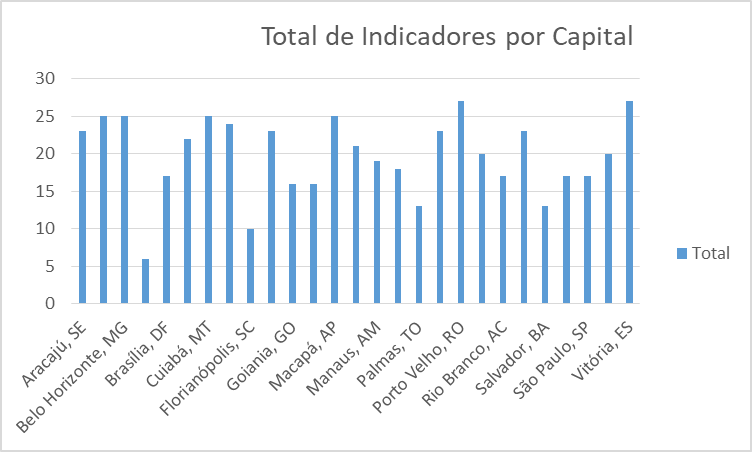 Total de Indicadores por Capital
30
25
20
15
10
5
0
Total
Aracajú, SE
Belo Horizonte, MG
Brasília, DF
Cuiabá, MT
Florianópolis, SC
Goiania, GO
Macapá, AP
Manaus, AM
Palmas, TO
Porto Velho, RO
Rio Branco, AC
Salvador, BA
São Paulo, SP
Vitória, ES